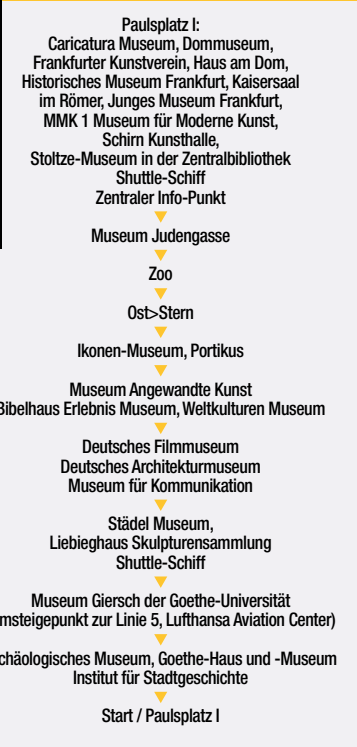 Paulsplatz I:
Caricatura Museum, Dommuseum,
Frankfurter Kunstverein, Haus am Dom,
Historisches Museum Frankfurt, Kaisersaal
im Römer, Junges Museum Frankfurt,
MMK 1 Museum für Moderne Kunst,
Schirn Kunsthalle,
Stoltze-Museum in der Zentralbibliothek
Shuttle-Schiff
Zentraler Info-Punkt
Museum Judengasse
Zoo
Ost>Stern
Ikonen-Museum, Portikus
Museum Angewandte Kunst
Bibelhaus Erlebnis Museum, Weltkulturen Museum
Deutsches Filmmuseum
Deutsches Architekturmuseum
Museum für Kommunikation
Städel Museum,
Liebieghaus Skulpturensammlung
Shuttle-Schiff
Museum Giersch der Goethe-Universität
msteigepunkt zur Linie 5, Lufthansa Aviation Center)
chäologisches Museum, Goethe-Haus und -Museum
Institut für Stadtgeschichte
Start / Paulsplatz I